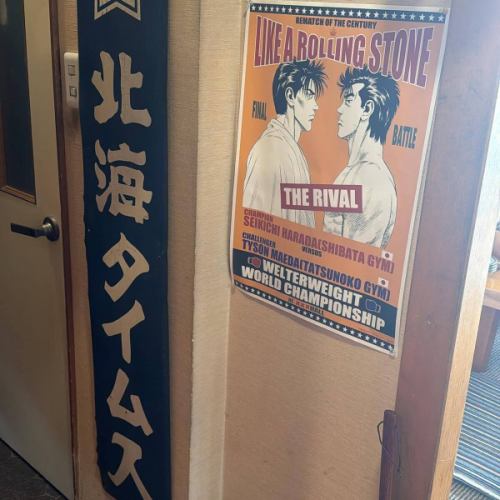 北海タイムス
REMATCH OF THE CENTURY
LIKE A ROLLING STONE
FINAL
BATTLE
THE RIVAL
CHAMPION
SEIKICHI HARADA(SHIBATA GYM)
VERSUS
CHALLENGER
TYSON MAEDA(TATSUNOKO GYM)
WELTERWEIGHT
WORLD CHAMPIONSHIP